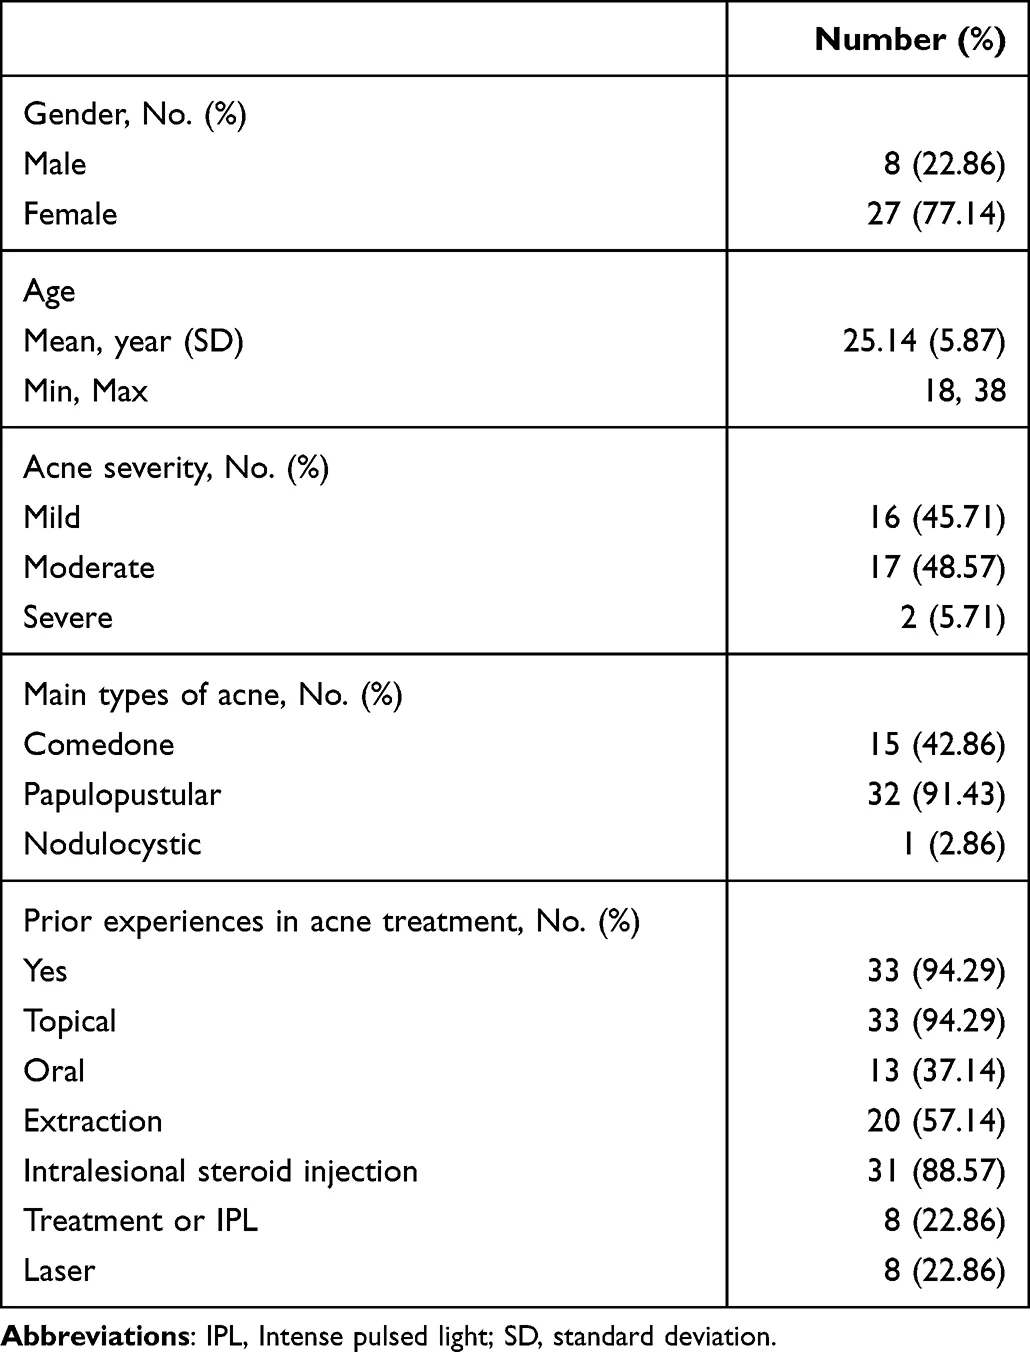 Number (%)
Gender, No. (%)
Male 8 (22.86)
Female 27 (77.14)
Age
Mean, year (SD) 25.14 (5.87)
Min, Max 18, 38
Acne severity, No. (%)
Mild 16 (45.71)
Moderate 17 (48.57)
Severe 2 (5.71)
Main types of acne, No. (%)
Comedone 15 (42.86)
Papulopustular 32 (91.43)
Nodulocystic 1 (2.86)
Prior experiences in acne treatment, No. (%)
Yes 33 (94.29)
Topical 33 (94.29)
Oral 13 (37.14)
Extraction 20 (57.14)
Intralesional steroid injection 31 (88.57)
Treatment or IPL 8 (22.86)
Laser 8 (22.86)
Abbreviations: IPL, Intense pulsed light; SD, standard deviation.